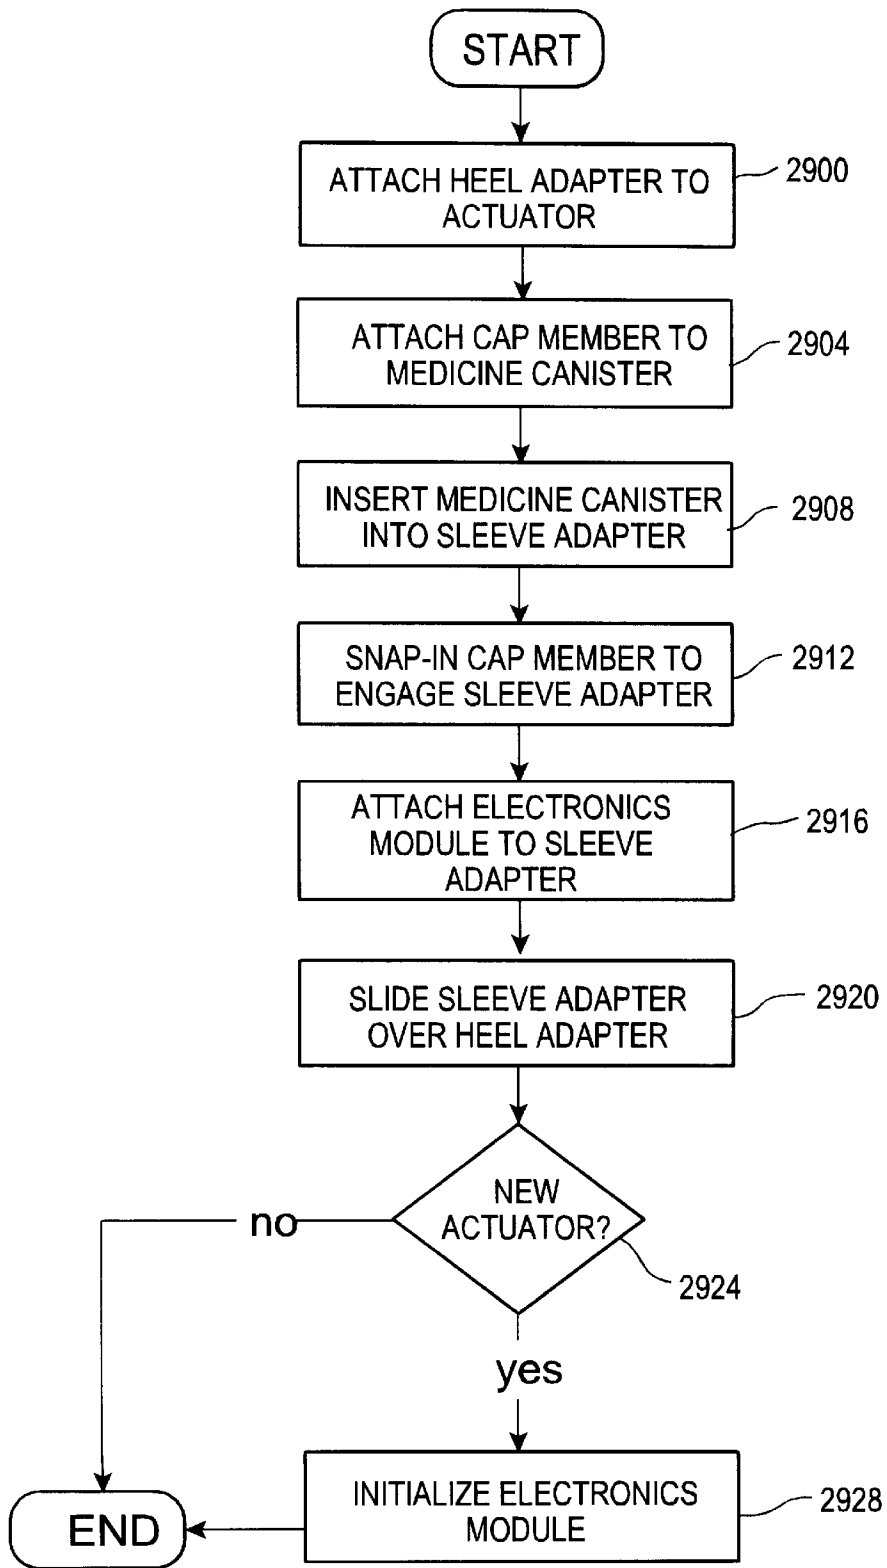 START
ATTACH HEEL ADAPTER TO
ACTUATOR
2900
ATTACH CAP MEMBER TO
MEDICINE CANISTER
2904
INSERT MEDICINE CANISTER
INTO SLEEVE ADAPTER
2908
SNAP-IN CAP MEMBER TO
ENGAGE SLEEVE ADAPTER
2912
ATTACH ELECTRONICS
MODULE TO SLEEVE
ADAPTER
2916
SLIDE SLEEVE ADAPTER
OVER HEEL ADAPTER
2920
NEW
ACTUATOR?
2924
no
yes
INITIALIZE ELECTRONICS
MODULE
2928
END